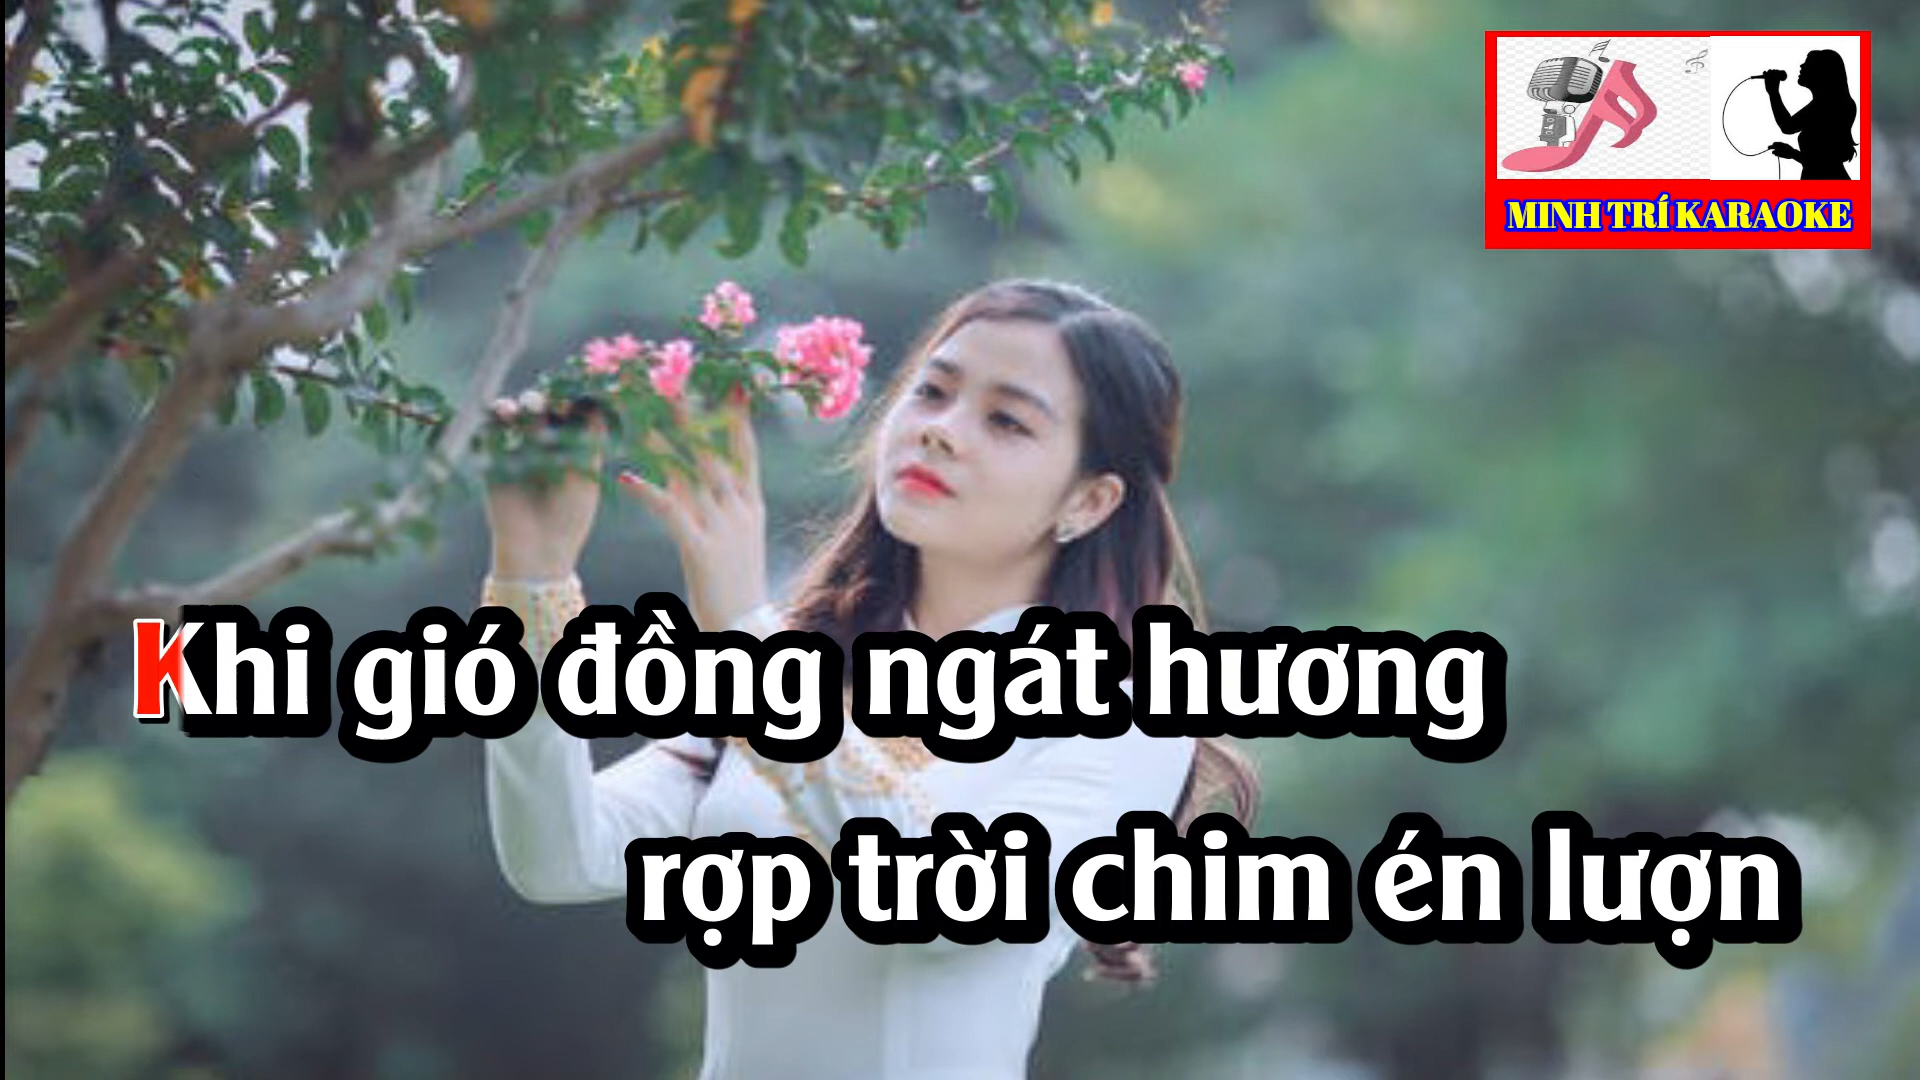 MINH TRÍ KARAOKE
Khi gió đồng ngát hương
rợp trời chim én lượn